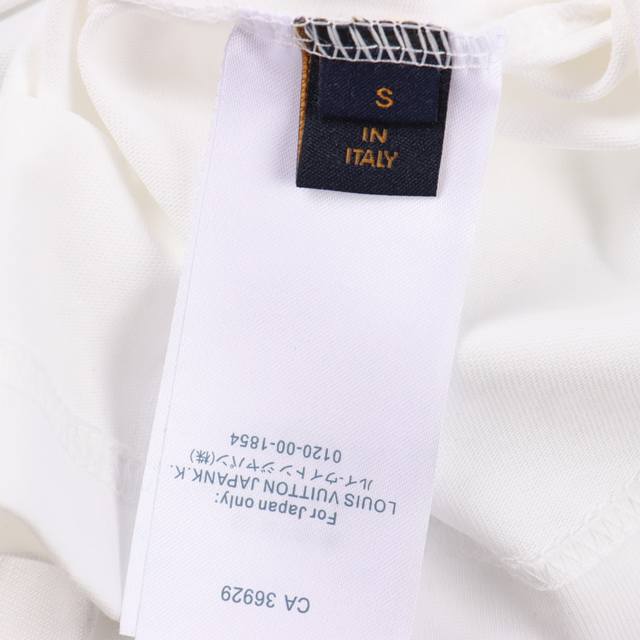 S
IN
ITALY
CA 36929
For Japan only:
LOUIS VUITTON JAPANK.K.
ルイ・ヴィトンジャパン(株)
0120-00-1854